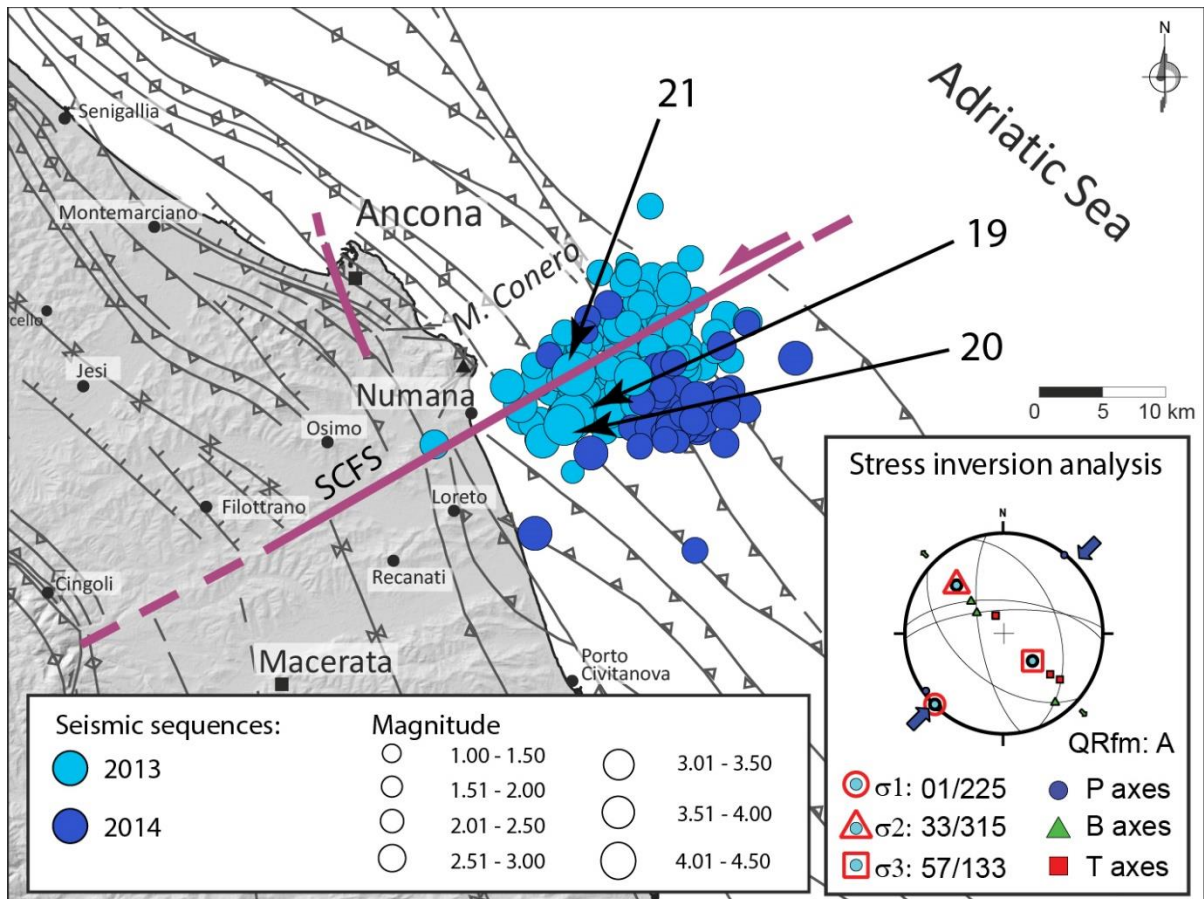 N
Adriatic Sea
21
Senigallia
Montemarciano
Ancona
19
M. Conero
cello
Jesi
Numana
20
0 5 10 km
Osimo
SCFS
Filottrano
Loreto
Cingoli
Recanati
Macerata
Porto
Civitanova
Seismic sequences:
2013
2014
Magnitude
1.00 - 1.50
1.51 - 2.00
2.01 - 2.50
2.51 - 3.00
3.01 - 3.50
3.51 - 4.00
4.01 - 4.50
Stress inversion analysis
N
QRfm: A
σ1: 01/225
σ2: 33/315
σ3: 57/133
P axes
B axes
T axes